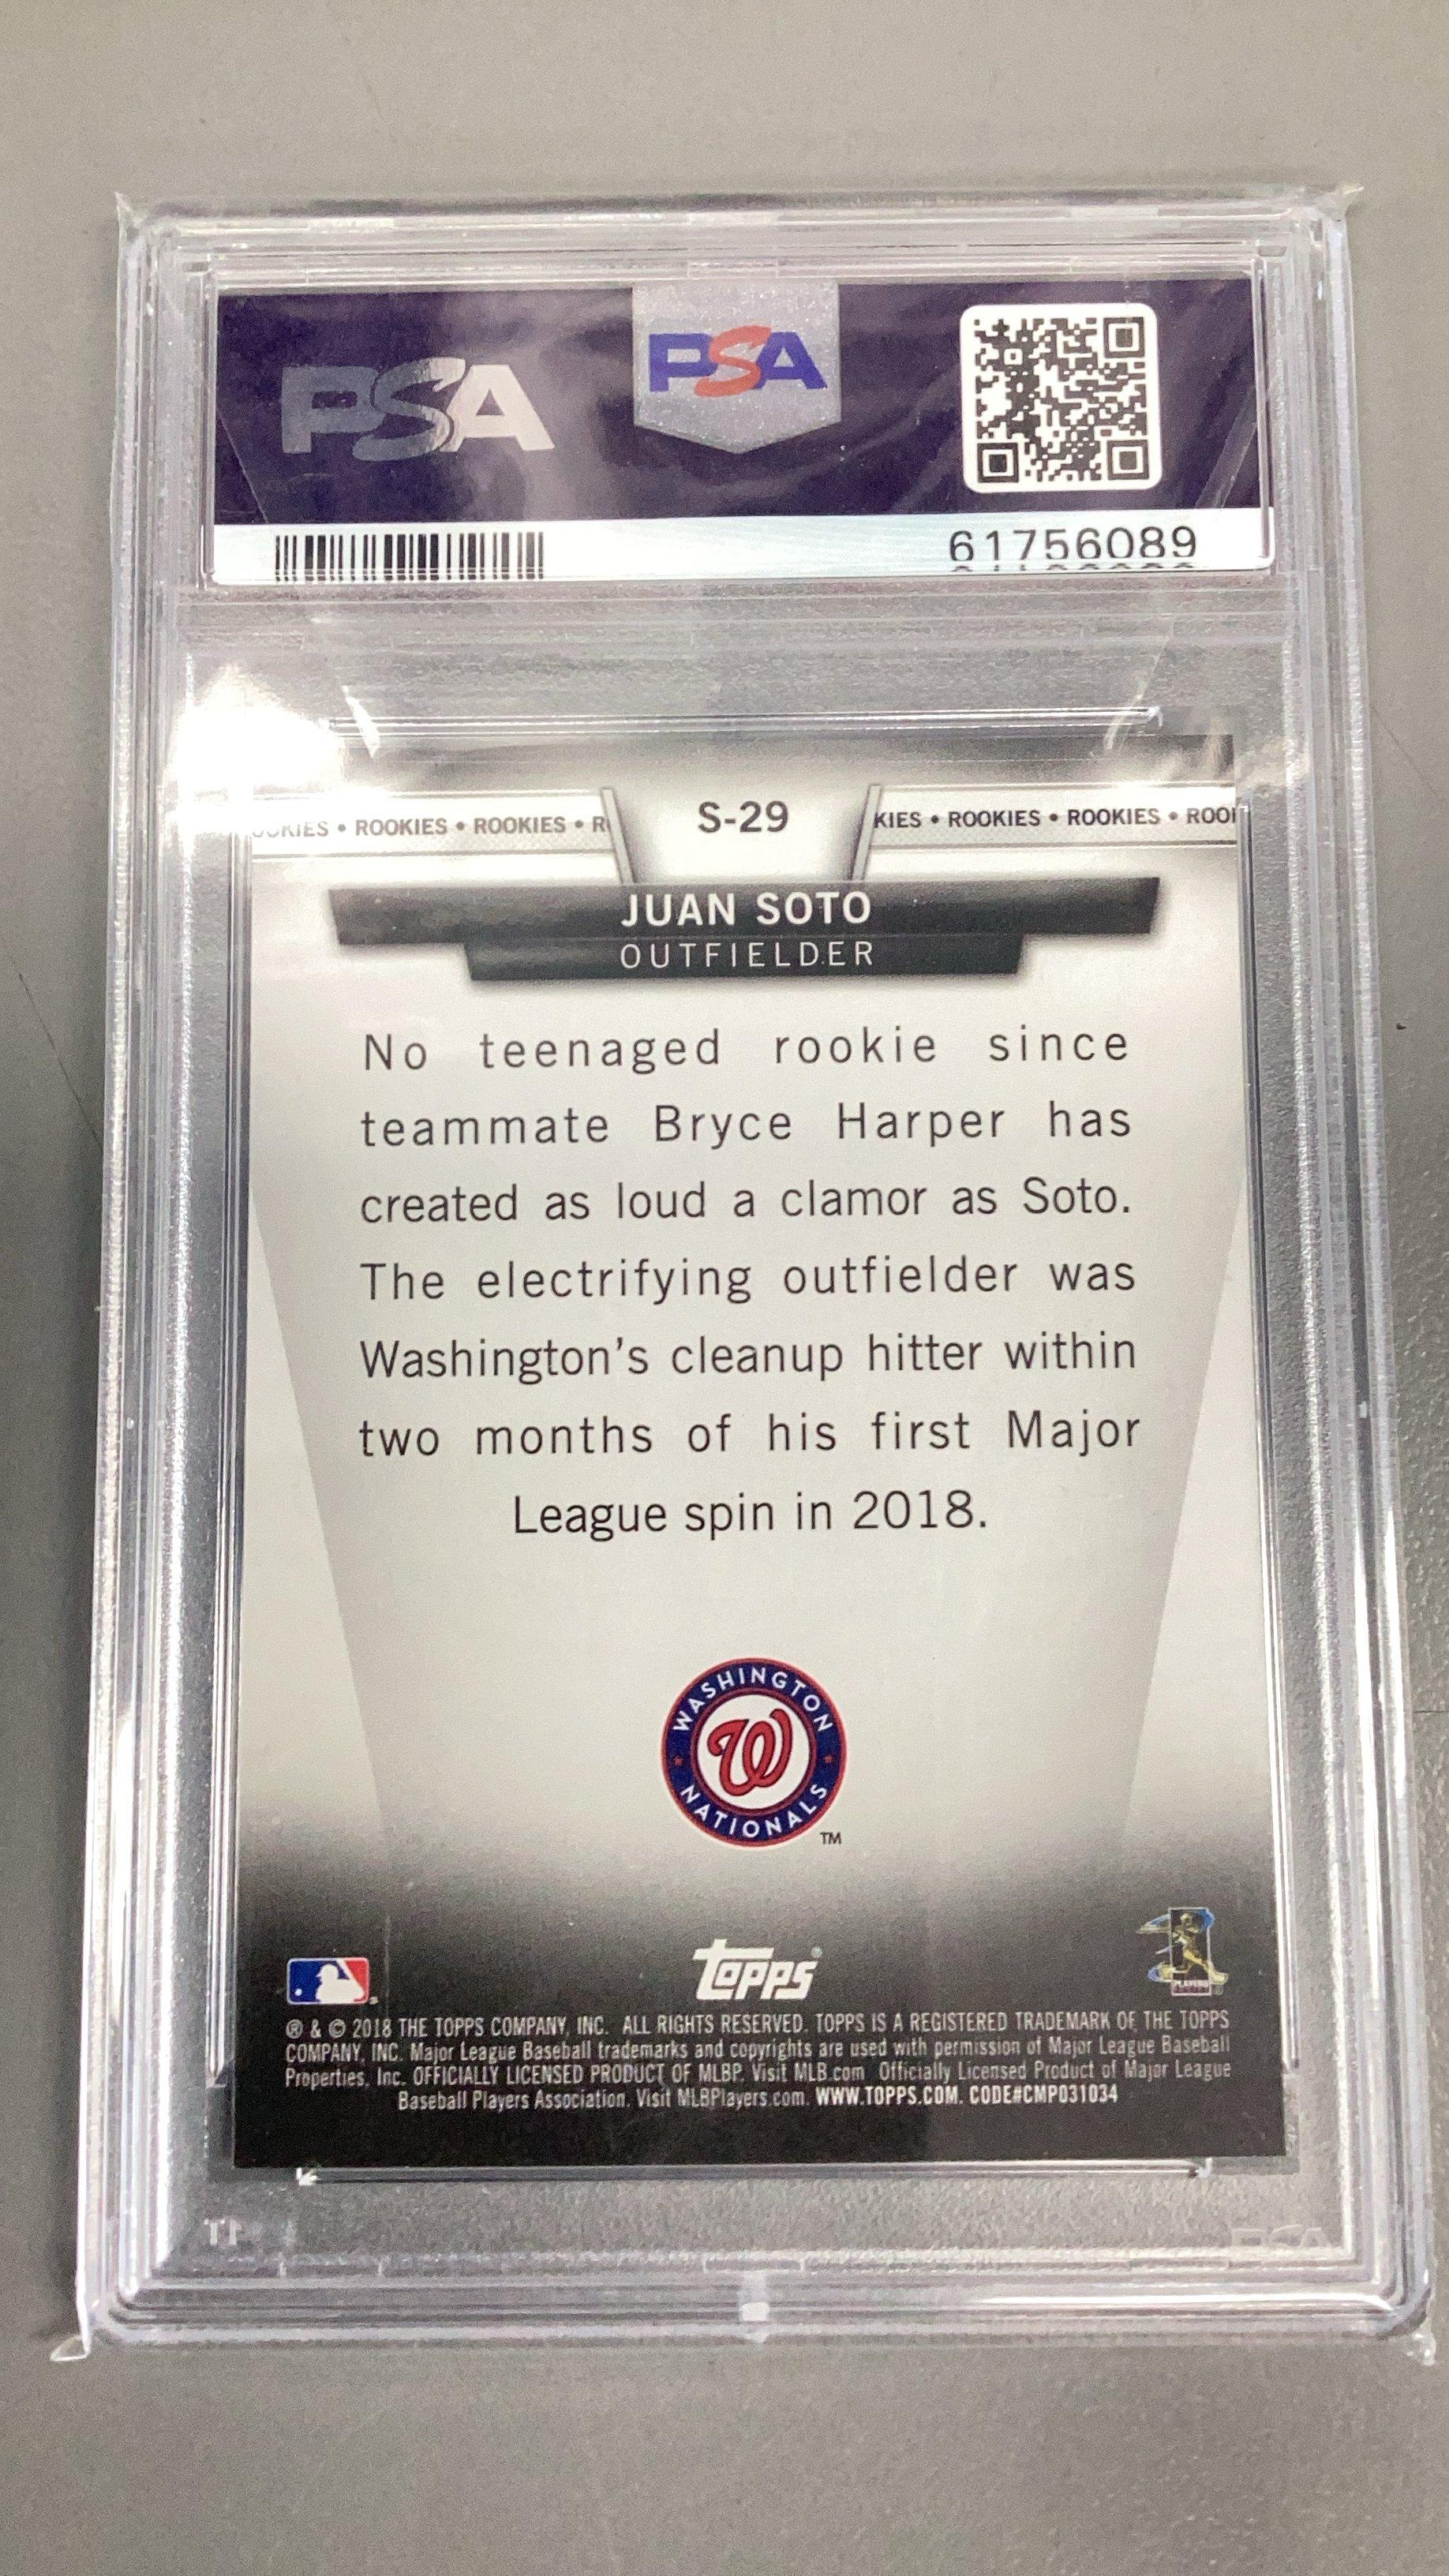 PSA
PSA
61756089
ROOKIES • ROOKIES • R
S-29
KIES • ROOKIES • ROOKIES • ROOI
JUAN SOTO
OUTFIELDER
No teenaged rookie since
teammate Bryce Harper has
created as loud a clamor as Soto.
The electrifying outfielder was
Washington's cleanup hitter within
two months of his first Major
League spin in 2018.
WASHINGTON
W
NATIONALS
TM
topps®
PLAYERS
® & © 2018 THE TOPPS COMPANY, INC. ALL RIGHTS RESERVED. TOPPS IS A REGISTERED TRADEMARK OF THE TOPPS
COMPANY, INC. Major League Baseball trademarks and copyrights are used with permission of Major League Baseball
Properties, Inc. OFFICIALLY LICENSED PRODUCT OF MLBP. Visit MLB.com Officially Licensed Product of Major League
Baseball Players Association. Visit MLBPlayers.com. WWW.TOPPS.COM. CODE#CMP031034
PSA